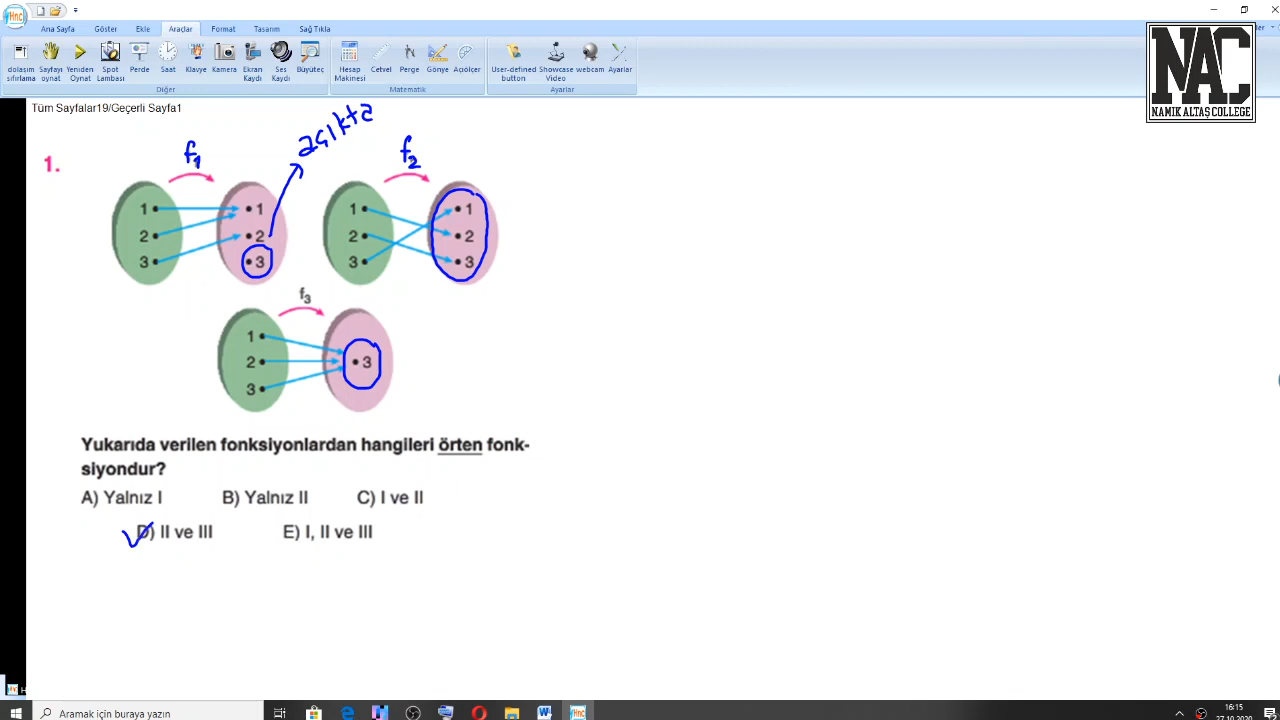 Ana Sayfa Göster Ekle Araçlar Format Tasarım Sağ Tıkla
dolaşım sıfırlama Sayfayı oynat Yeniden Oynat Spot Lambası Perde Saat Klavye Kamera Ekran Kaydı Ses Kaydı Büyüteç Hesap Makinesi Cetvel Perge Gönye Açıölçer User-defined button Showcase Video webcam Ayarlar
Diğer Matematik Ayarlar
NAC
NAMIK ALTAŞ COLLEGE
Tüm Sayfalar19/Geçerli Sayfa1
açıkta
1. f1 f2
1 1 1 1
2 2 2 2
3 3 3 3
f3
1
2 3
3
Yukarıda verilen fonksiyonlardan hangileri örten fonk-
siyondur?
A) Yalnız I B) Yalnız II C) I ve II
D) II ve III E) I, II ve III
Aramak için buraya yazın
16:15
27.10.2020